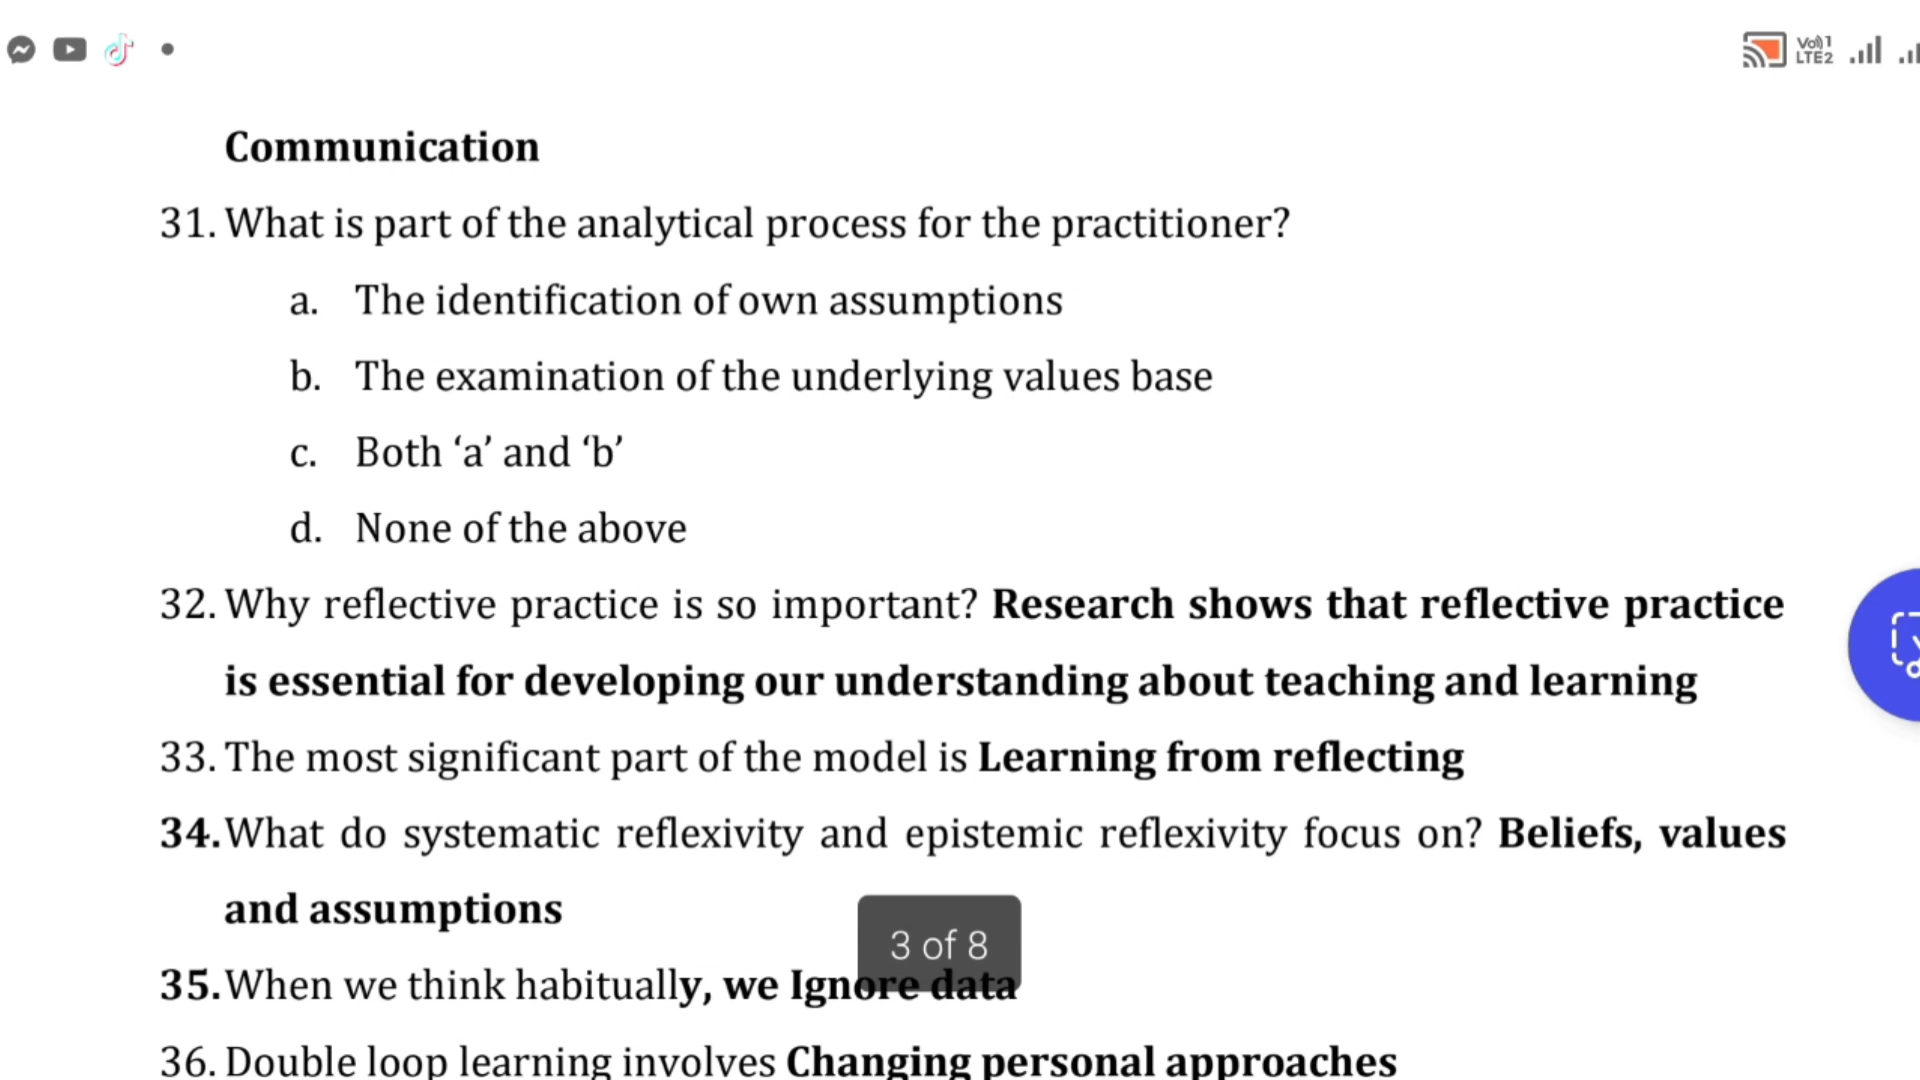 Vo)) 1
LTE2
Communication
31. What is part of the analytical process for the practitioner?
a. The identification of own assumptions
b. The examination of the underlying values base
c. Both ‘a’ and ‘b’
d. None of the above
32. Why reflective practice is so important? Research shows that reflective practice
is essential for developing our understanding about teaching and learning
33. The most significant part of the model is Learning from reflecting
34. What do systematic reflexivity and epistemic reflexivity focus on? Beliefs, values
and assumptions
3 of 8
35. When we think habitually, we Ignore data
36. Double loop learning involves Changing personal approaches